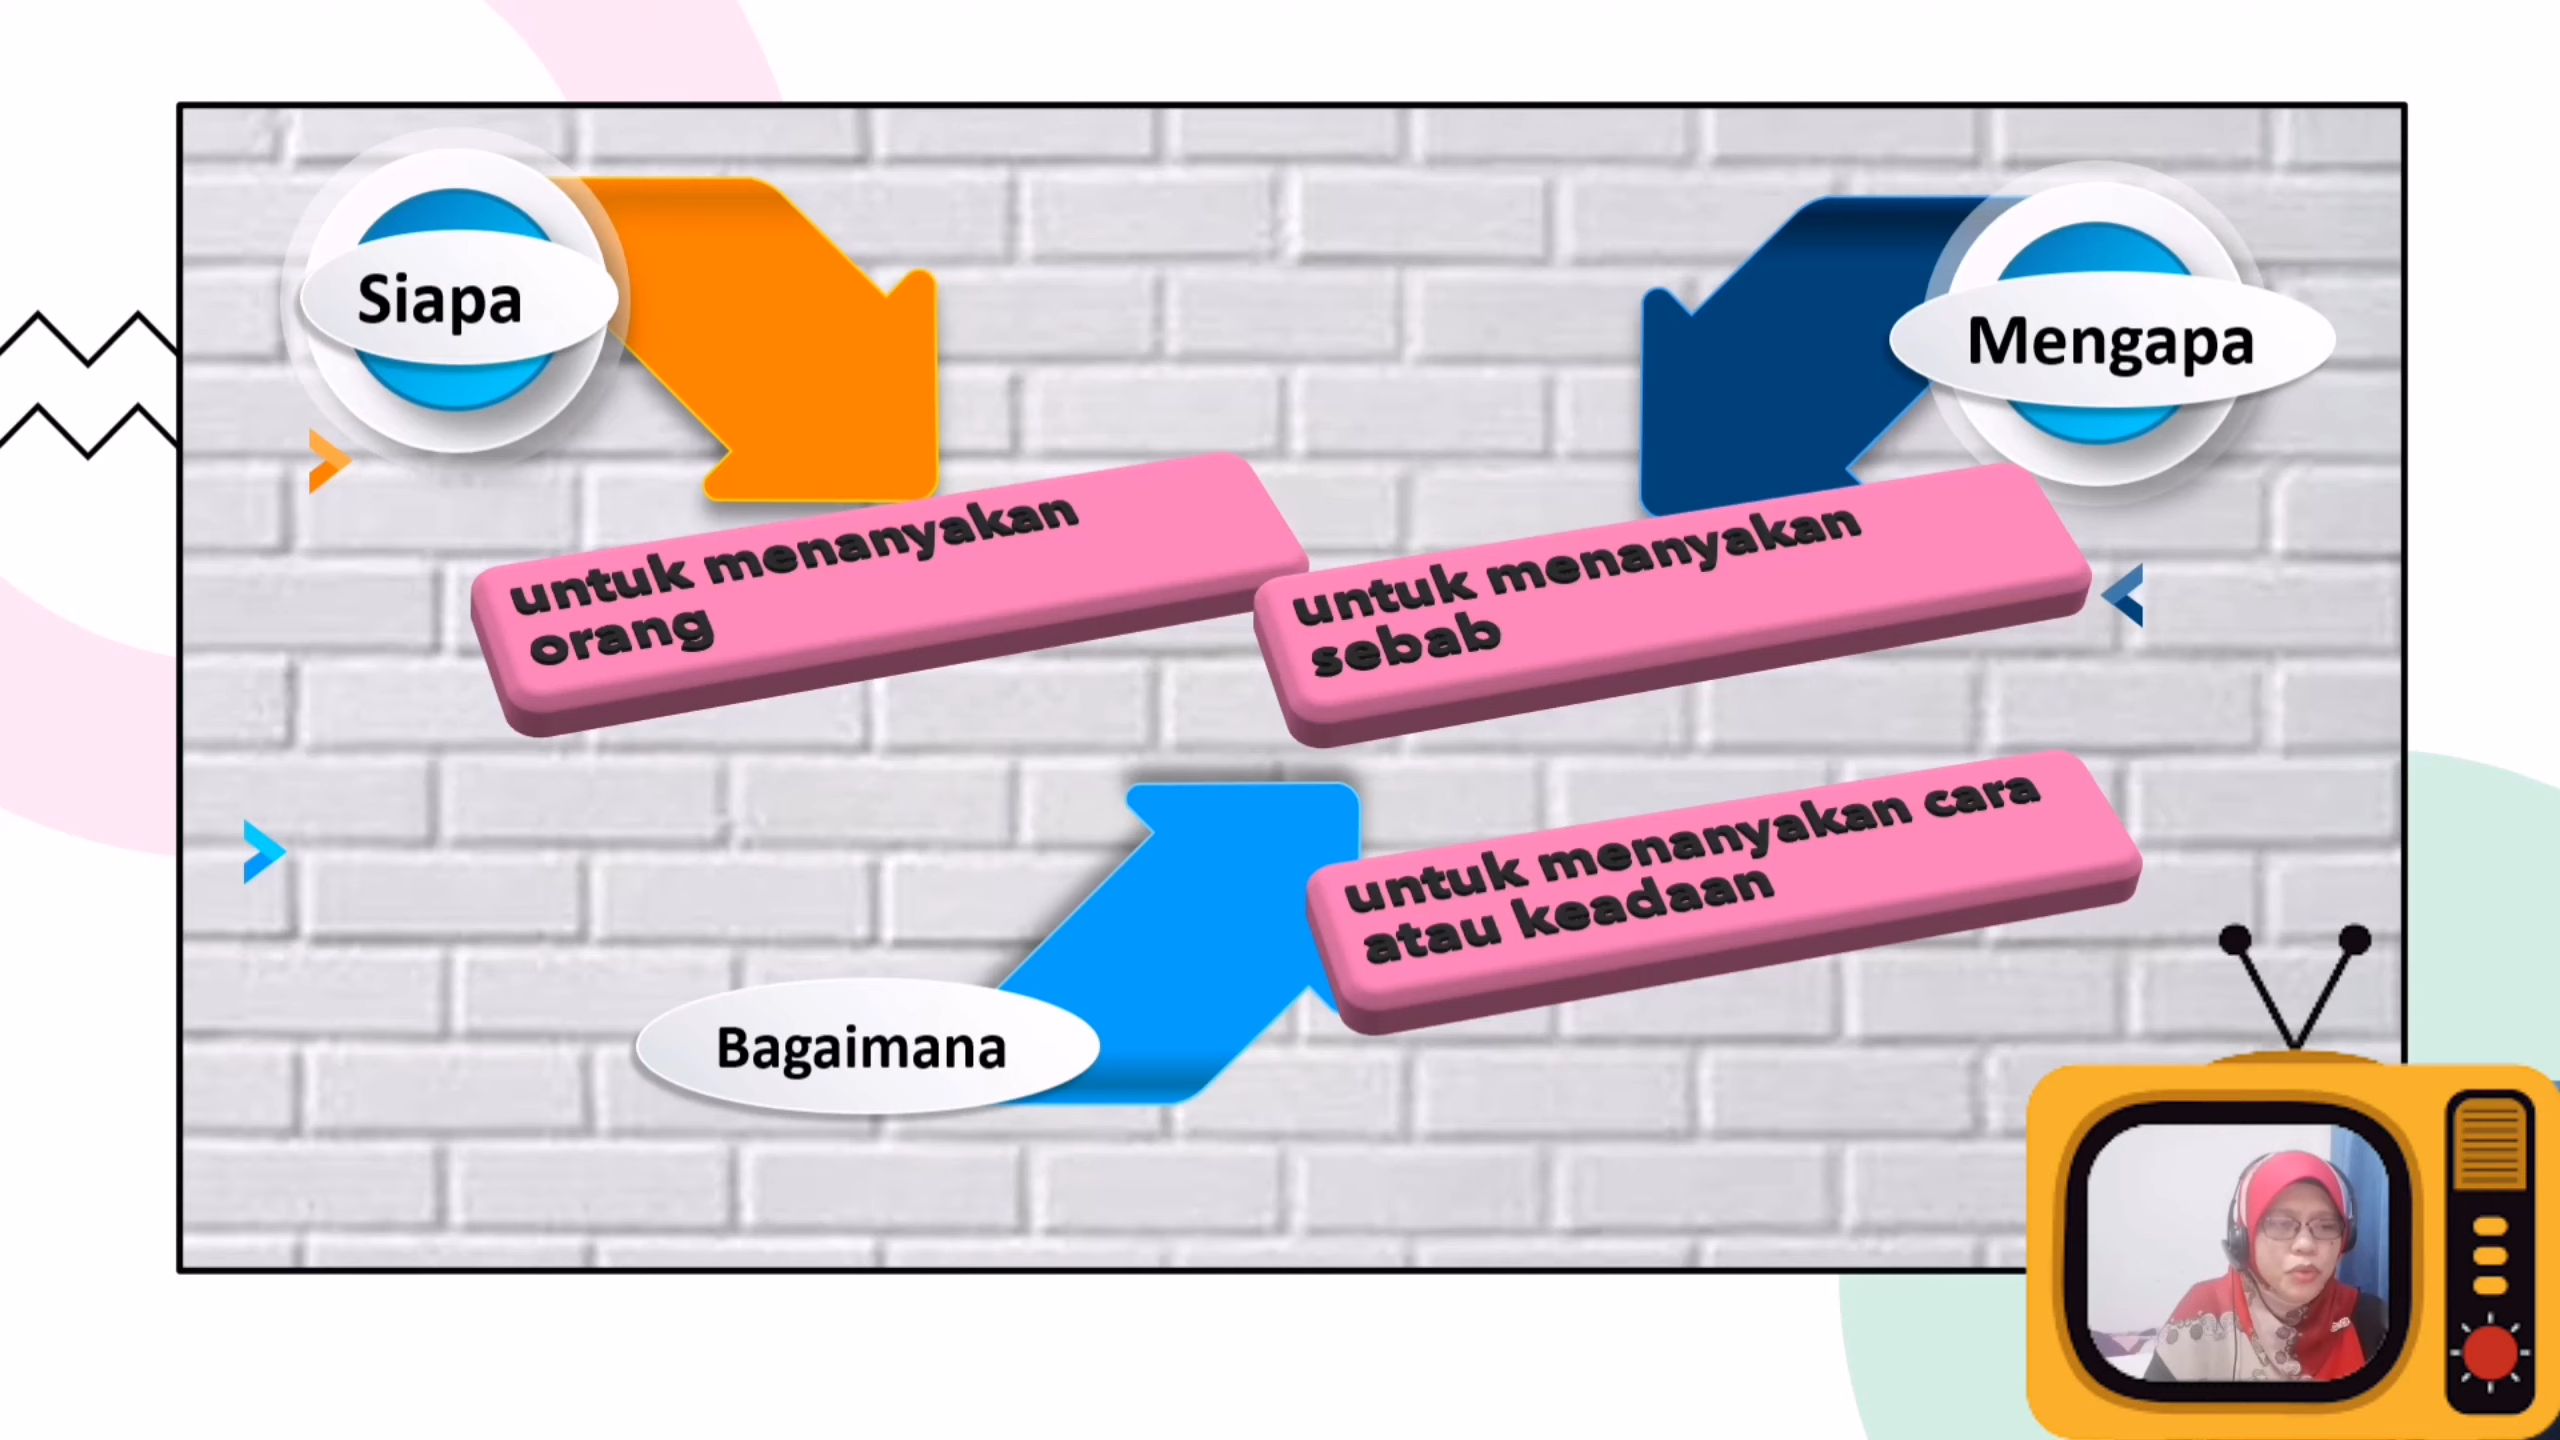 Siapa
Mengapa
untuk menanyakan
orang
untuk menanyakan
sebab
untuk menanyakan cara
atau keadaan
Bagaimana